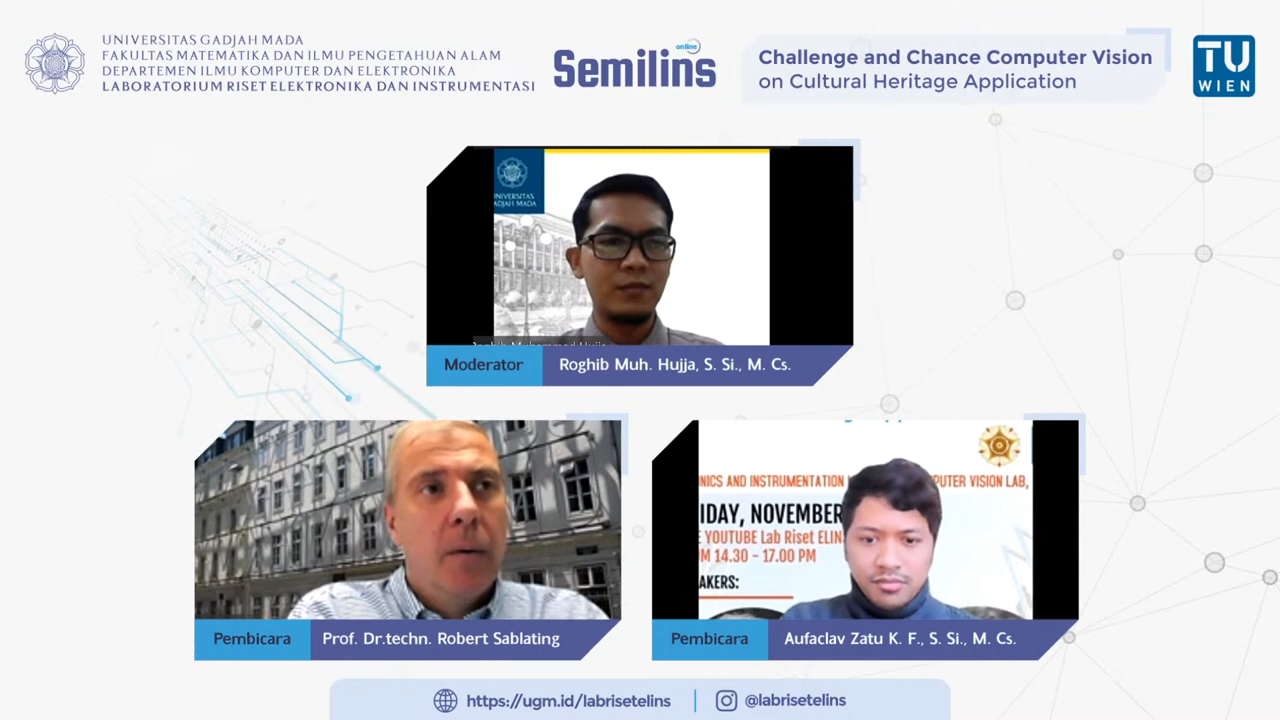 UNIVERSITAS GADJAH MADA
FAKULTAS MATEMATIKA DAN ILMU PENGETAHUAN ALAM
DEPARTEMEN ILMU KOMPUTER DAN ELEKTRONIKA
LABORATORIUM RISET ELEKTRONIKA DAN INSTRUMENTASI
online
Semilins
Challenge and Chance Computer Vision
on Cultural Heritage Application
TU
WIEN
UNIVERSITAS
GADJAH MADA
Moderator
Roghib Muh. Hujja, S. Si., M. Cs.
NICS AND INSTRUMENTATION
PUTER VISION LAB,
IDAY, NOVEMBER
E YOUTUBE Lab Riset ELIN
M 14.30 - 17.00 PM
AKERS:
Pembicara
Prof. Dr.techn. Robert Sablating
Pembicara
Aufaclav Zatu K. F., S. Si., M. Cs.
https://ugm.id/labrisetelins
@labrisetelins